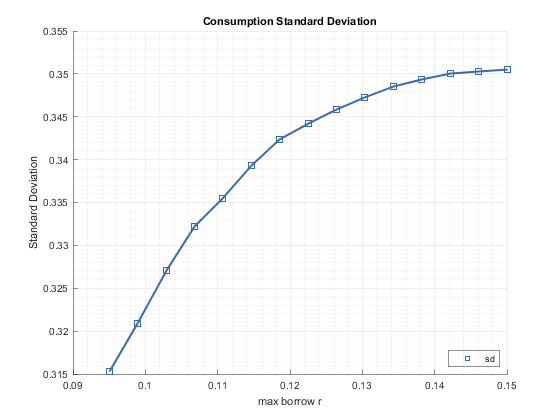 Consumption Standard Deviation
0.355
0.35
0.345
0.34
0.335
0.33
0.325
0.32
0.315
Standard Deviation
0.09 0.1 0.11 0.12 0.13 0.14 0.15
max borrow r
sd